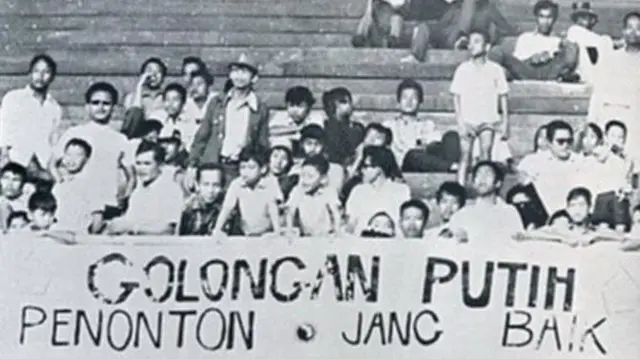 GOLONGAN PUTIH
PENONTON • JANG BAIK